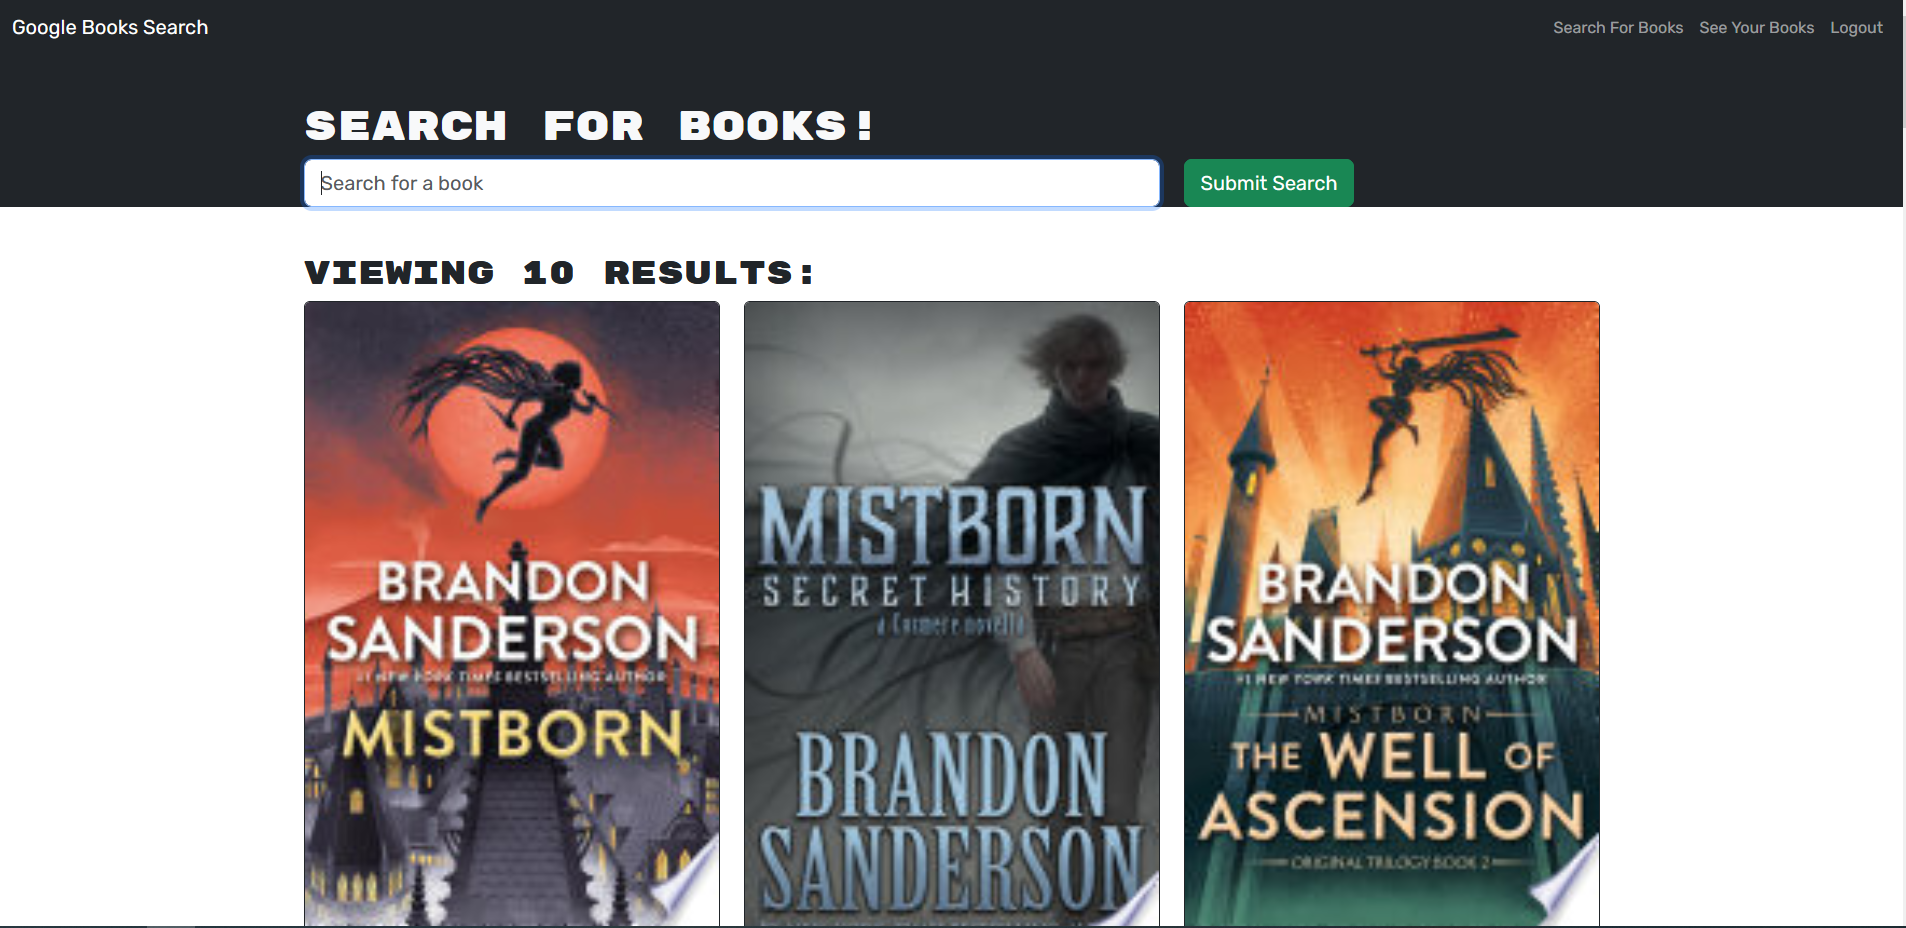 Google Books Search
Search For Books
See Your Books
Logout
SEARCH FOR BOOKS!
Search for a book
Submit Search
VIEWING 10 RESULTS:
BRANDON
SANDERSON
#1 NEW YORK TIMES BESTSELLING AUTHOR
MISTBORN
MISTBORN
SECRET HISTORY
a Cosmere novella
BRANDON
SANDERSON
BRANDON
SANDERSON
#1 NEW YORK TIMES BESTSELLING AUTHOR
MISTBORN
THE WELL OF
ASCENSION
ORIGINAL TRILOGY BOOK 2